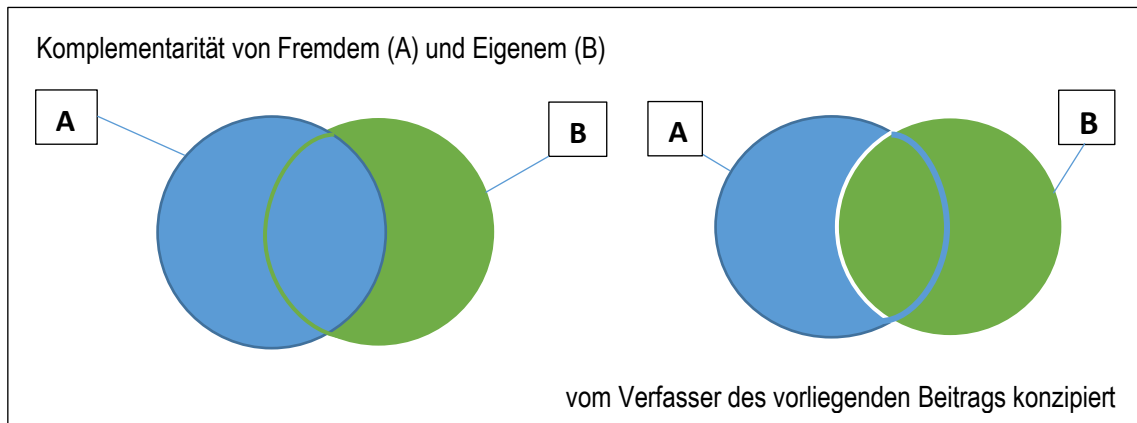 Komplementarität von Fremdem (A) und Eigenem (B)
A
B
A
B
vom Verfasser des vorliegenden Beitrags konzipiert